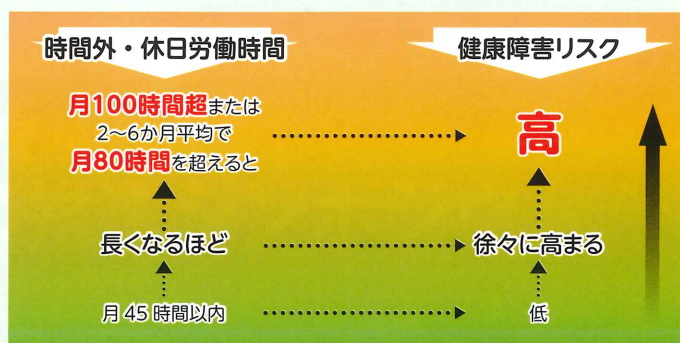 時間外・休日労働時間
健康障害リスク
月100時間超または
2〜6か月平均で
月80時間を超えると
高
長くなるほど
徐々に高まる
月45時間以内
低